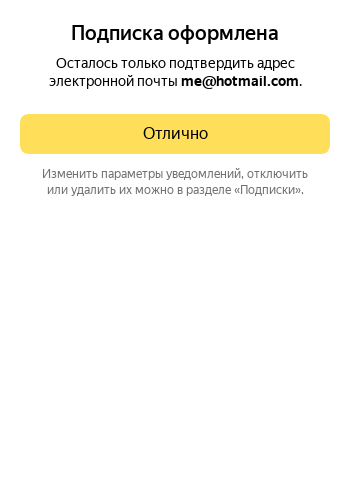 Подписка оформлена
Осталось только подтвердить адрес
электронной почты me@hotmail.com.
Отлично
Изменить параметры уведомлений, отключить
или удалить их можно в разделе «Подписки».